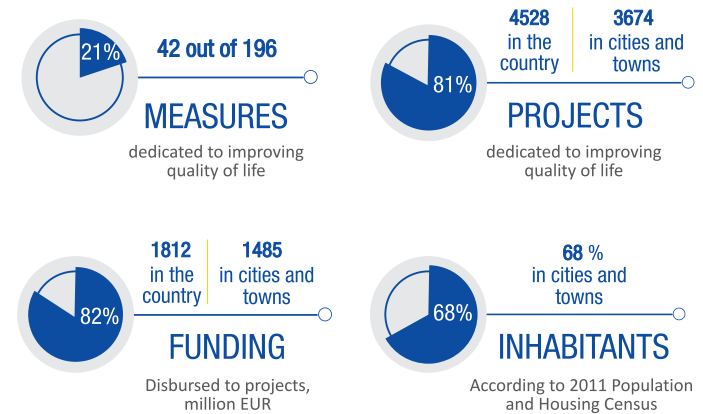 21%
42 out of 196
MEASURES
dedicated to improving
quality of life
81%
4528
in the
country
3674
in cities and
towns
PROJECTS
dedicated to improving
quality of life
82%
1812
in the
country
1485
in cities and
towns
FUNDING
Disbursed to projects,
million EUR
68%
68 %
in cities and
towns
INHABITANTS
According to 2011 Population
and Housing Census